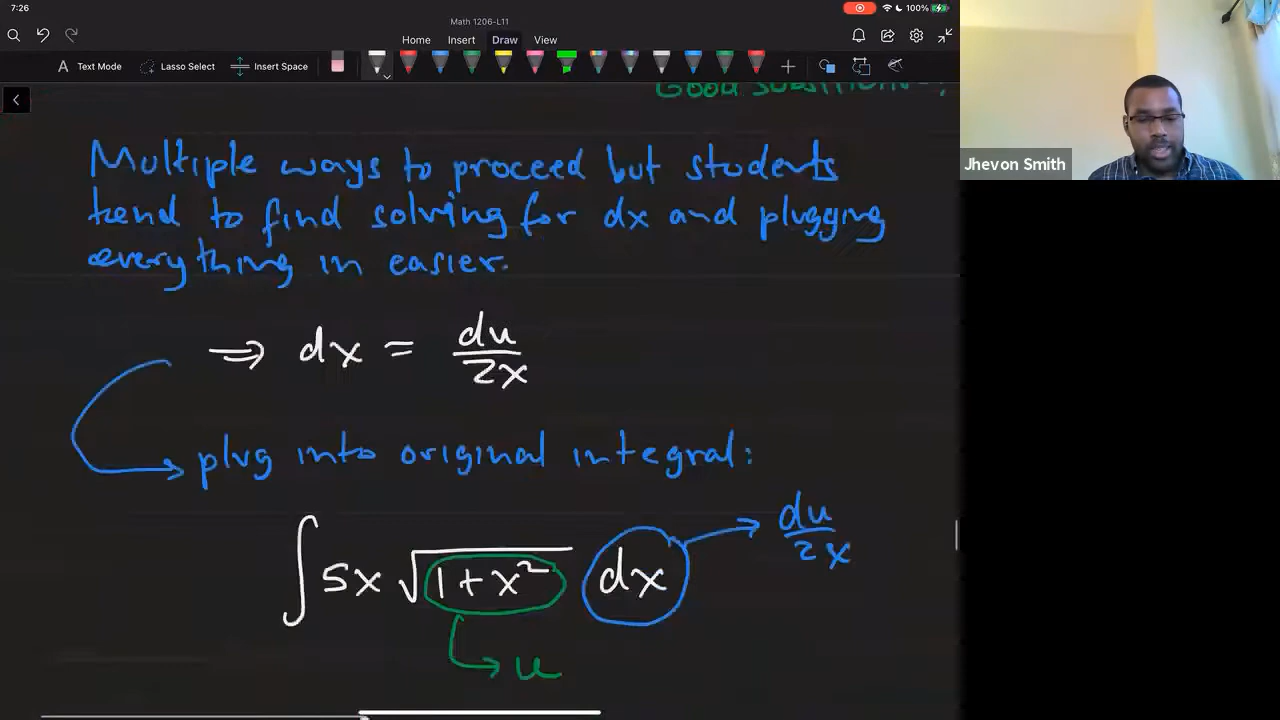 7:26
100%
Math 1206-L11
Home Insert Draw View
Text Mode Lasso Select Insert Space
Good
Multiple ways to proceed but students
tend to find solving for dx and plugging
everything in easier.
⇒ dx = du/2x
plug into original integral:
∫ 5x √(1 + x²) dx → du/2x
u
Jhevon Smith